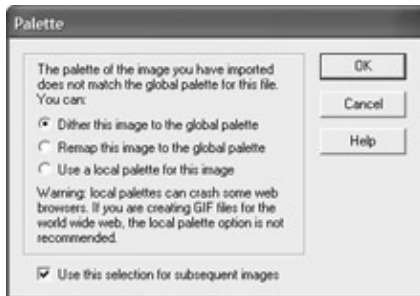 Palette
The palette of the image you have imported
does not match the global palette for this file.
You can:
Dither this image to the global palette
Remap this image to the global palette
Use a local palette for this image
Warning: local palettes can crash some web
browsers. If you are creating GIF files for the
world wide web, the local palette option is not
recommended.
Use this selection for subsequent images
OK
Cancel
Help